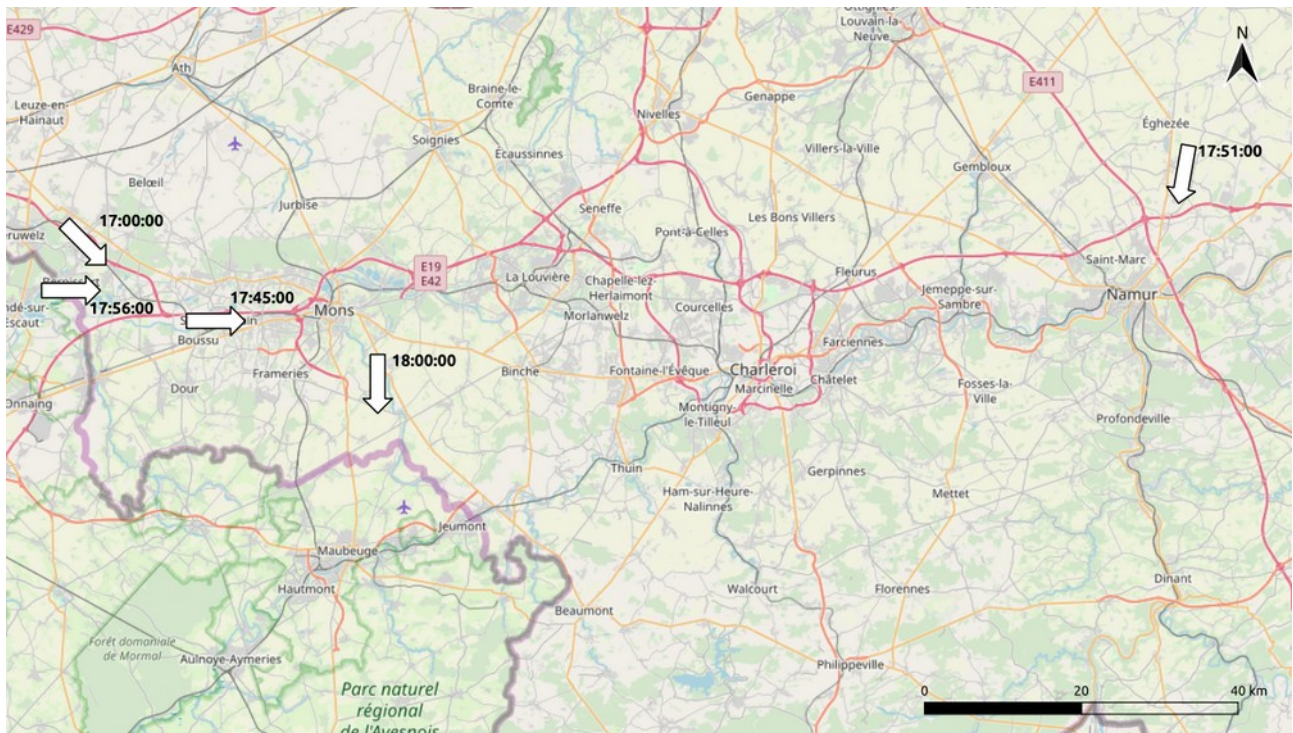 E429
Ottignies-
Louvain-la-
Neuve
Ath
N
E411
Leuze-en-
Hainaut
Braine-le-
Comte
Genappe
Nivelles
Éghezée
Soignies
Écaussinnes
Villers-la-Ville
17:51:00
Gembloux
Belœil
Jurbise
Seneffe
Les Bons Villers
17:00:00
Pont-à-Celles
Saint-Marc
E19
E42
La Louvière
Chapelle-lez-
Herlaimont
Fleurus
Jemeppe-sur-
Sambre
Namur
17:45:00
17:56:00
Mons
Courcelles
Morlanwelz
Escaut
Boussu
Farciennes
18:00:00
Frameries
Binche
Fontaine-l'Évêque
Charleroi
Marcinelle
Châtelet
Dour
Fosses-la-
Ville
Onnaing
Montigny-
le-Tilleul
Profondeville
Thuin
Gerpinnes
Ham-sur-Heure-
Nalinnes
Mettet
Jeumont
Maubeuge
Hautmont
Walcourt
Florennes
Dinant
Beaumont
Forêt domaniale
de Mormal
Aulnoye-Aymeries
Philippeville
Parc naturel
régional
de l'Avesnois
0 20 40 km